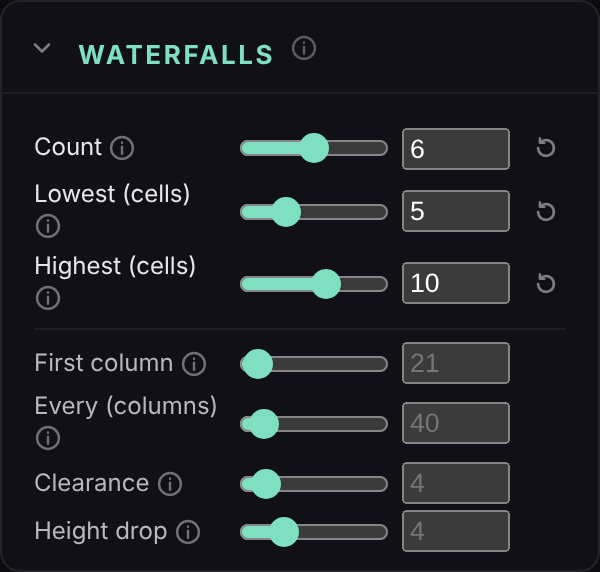 WATERFALLS
Count 6
Lowest (cells) 5
Highest (cells) 10
First column 21
Every (columns) 40
Clearance 4
Height drop 4